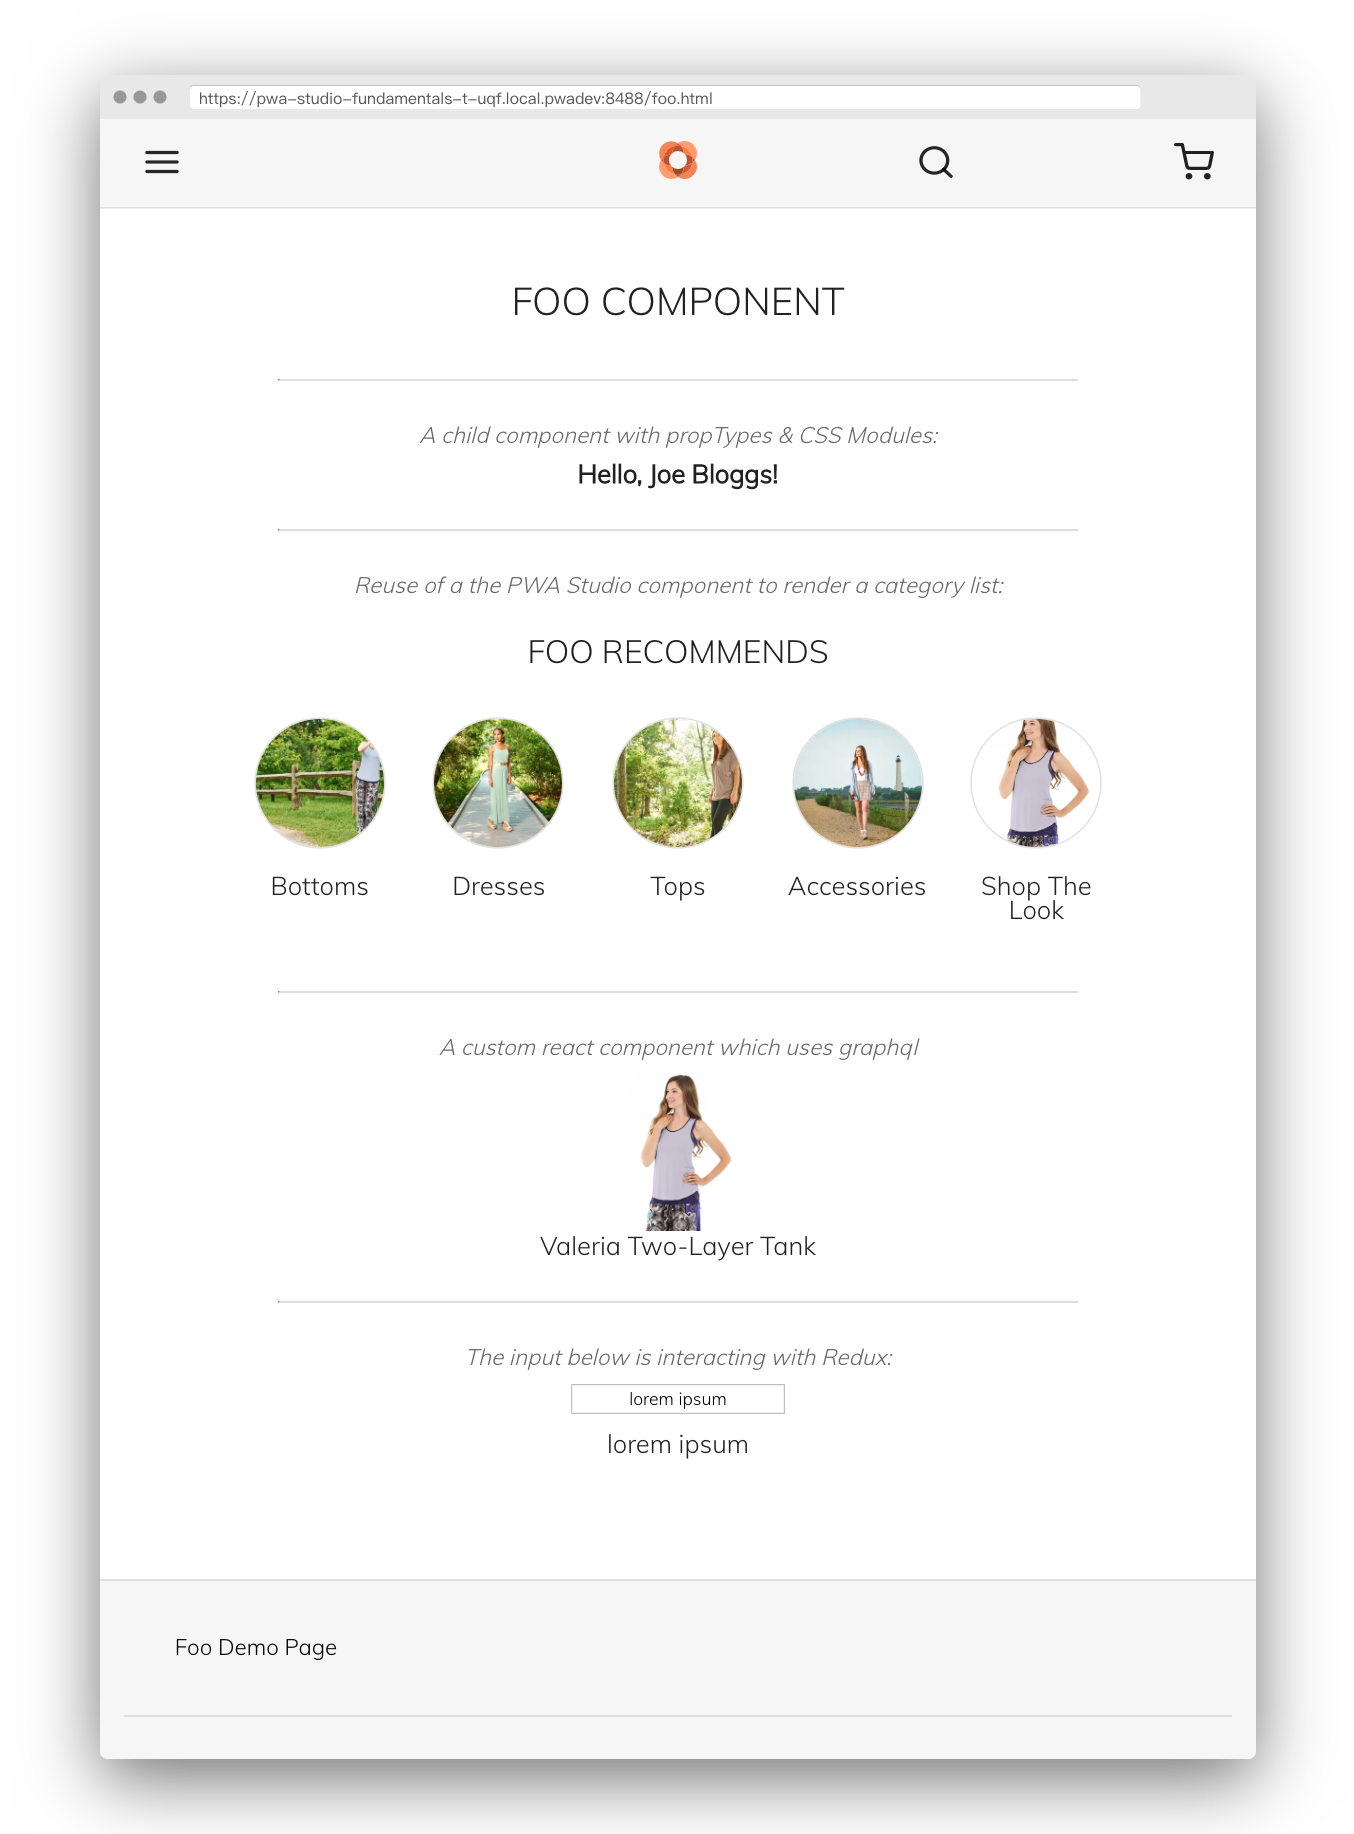 https://pwa-studio-fundamentals-t-uqf.local.pwadev:8488/foo.html
FOO COMPONENT
A child component with propTypes & CSS Modules:
Hello, Joe Bloggs!
Reuse of a the PWA Studio component to render a category list:
FOO RECOMMENDS
Bottoms
Dresses
Tops
Accessories
Shop The
Look
A custom react component which uses graphql
Valeria Two-Layer Tank
The input below is interacting with Redux:
lorem ipsum
lorem ipsum
Foo Demo Page